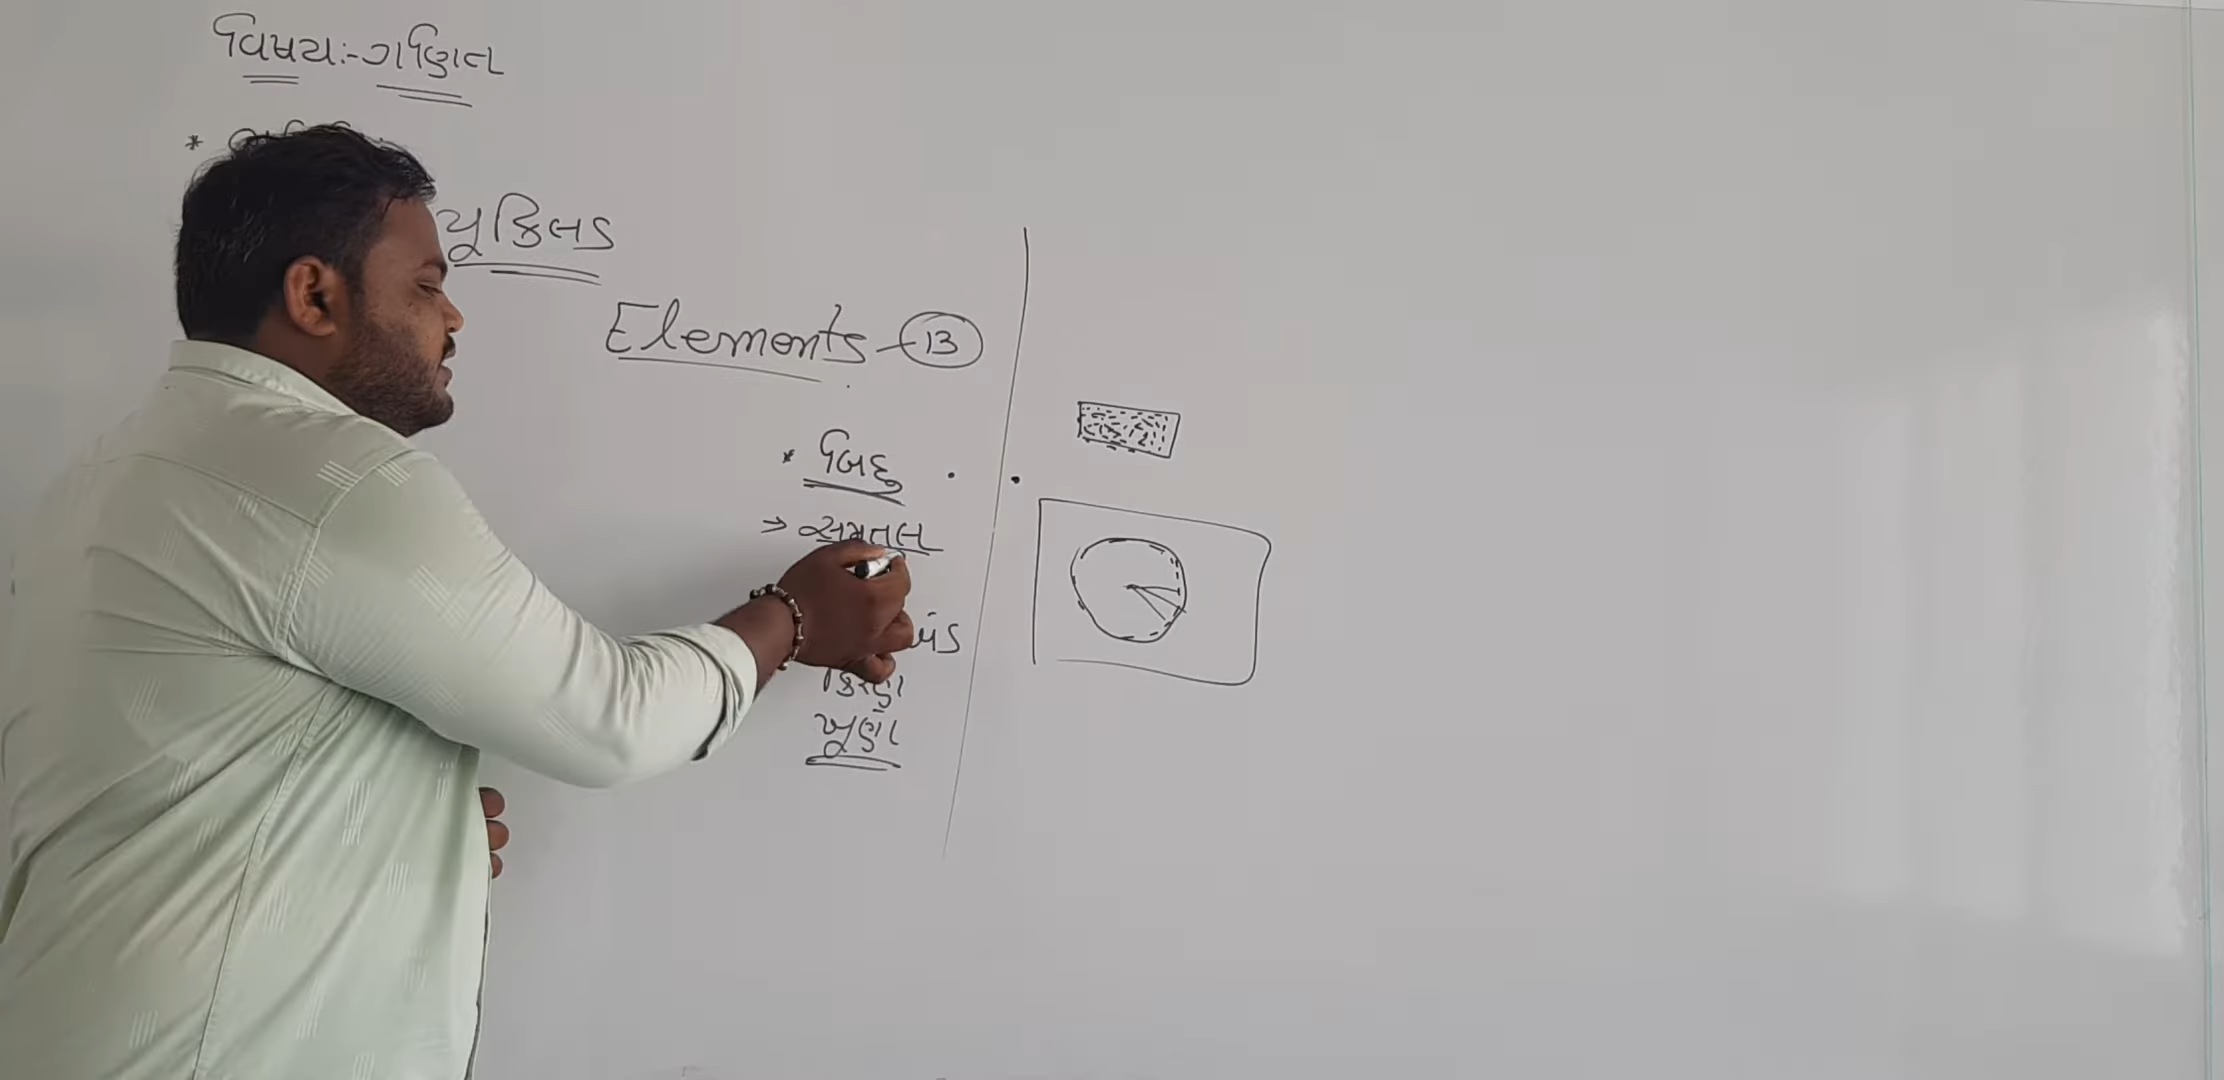 વિષય:- ગણિત
*
યૂક્લિડ
Elements - 13
* બિંદુ .
→ સમતલ
કિરણ
ખૂણો